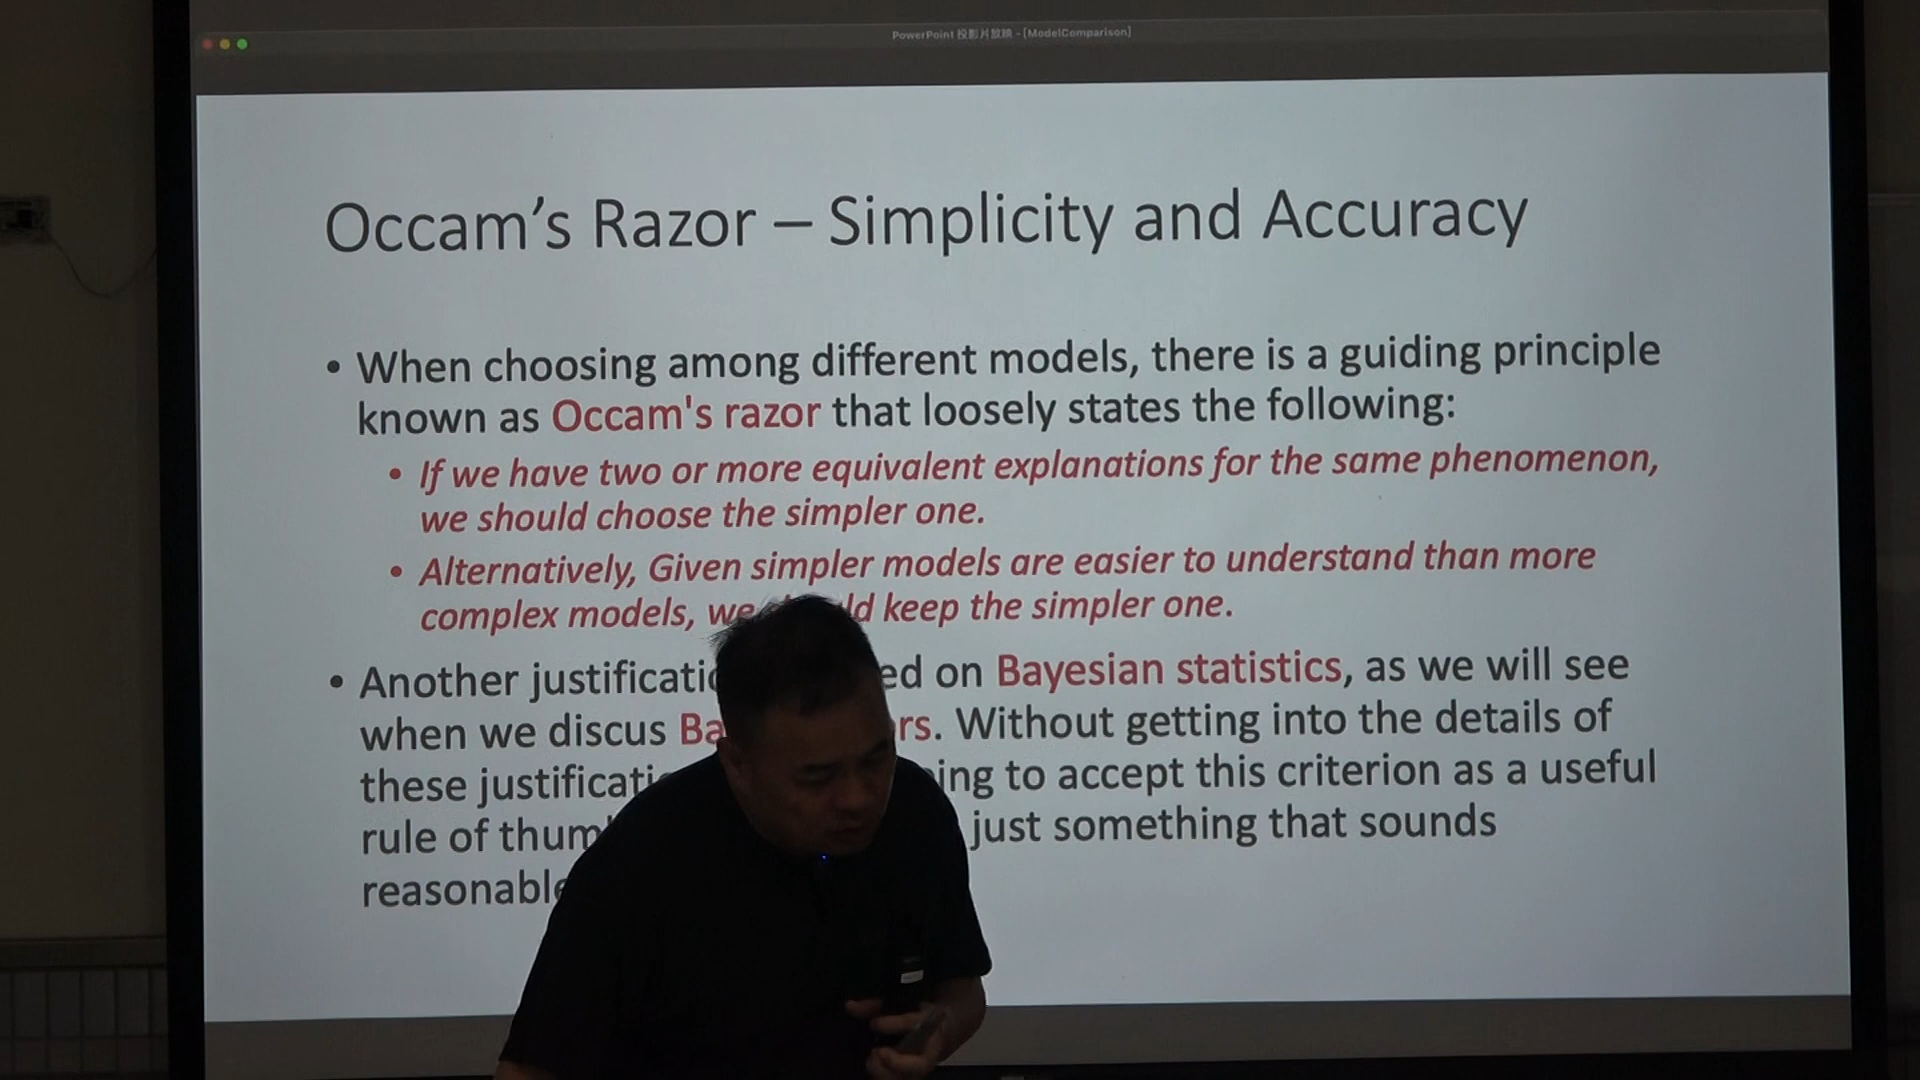 PowerPoint 投影片放映 - [ModelComparison]
Occam’s Razor – Simplicity and Accuracy
• When choosing among different models, there is a guiding principle
known as Occam's razor that loosely states the following:
• If we have two or more equivalent explanations for the same phenomenon,
we should choose the simpler one.
• Alternatively, Given simpler models are easier to understand than more
complex models, we keep the simpler one.
• Another on Bayesian statistics, as we will see
when we discus Without getting into the details of
these to accept this criterion as a useful
rule of just something that sounds